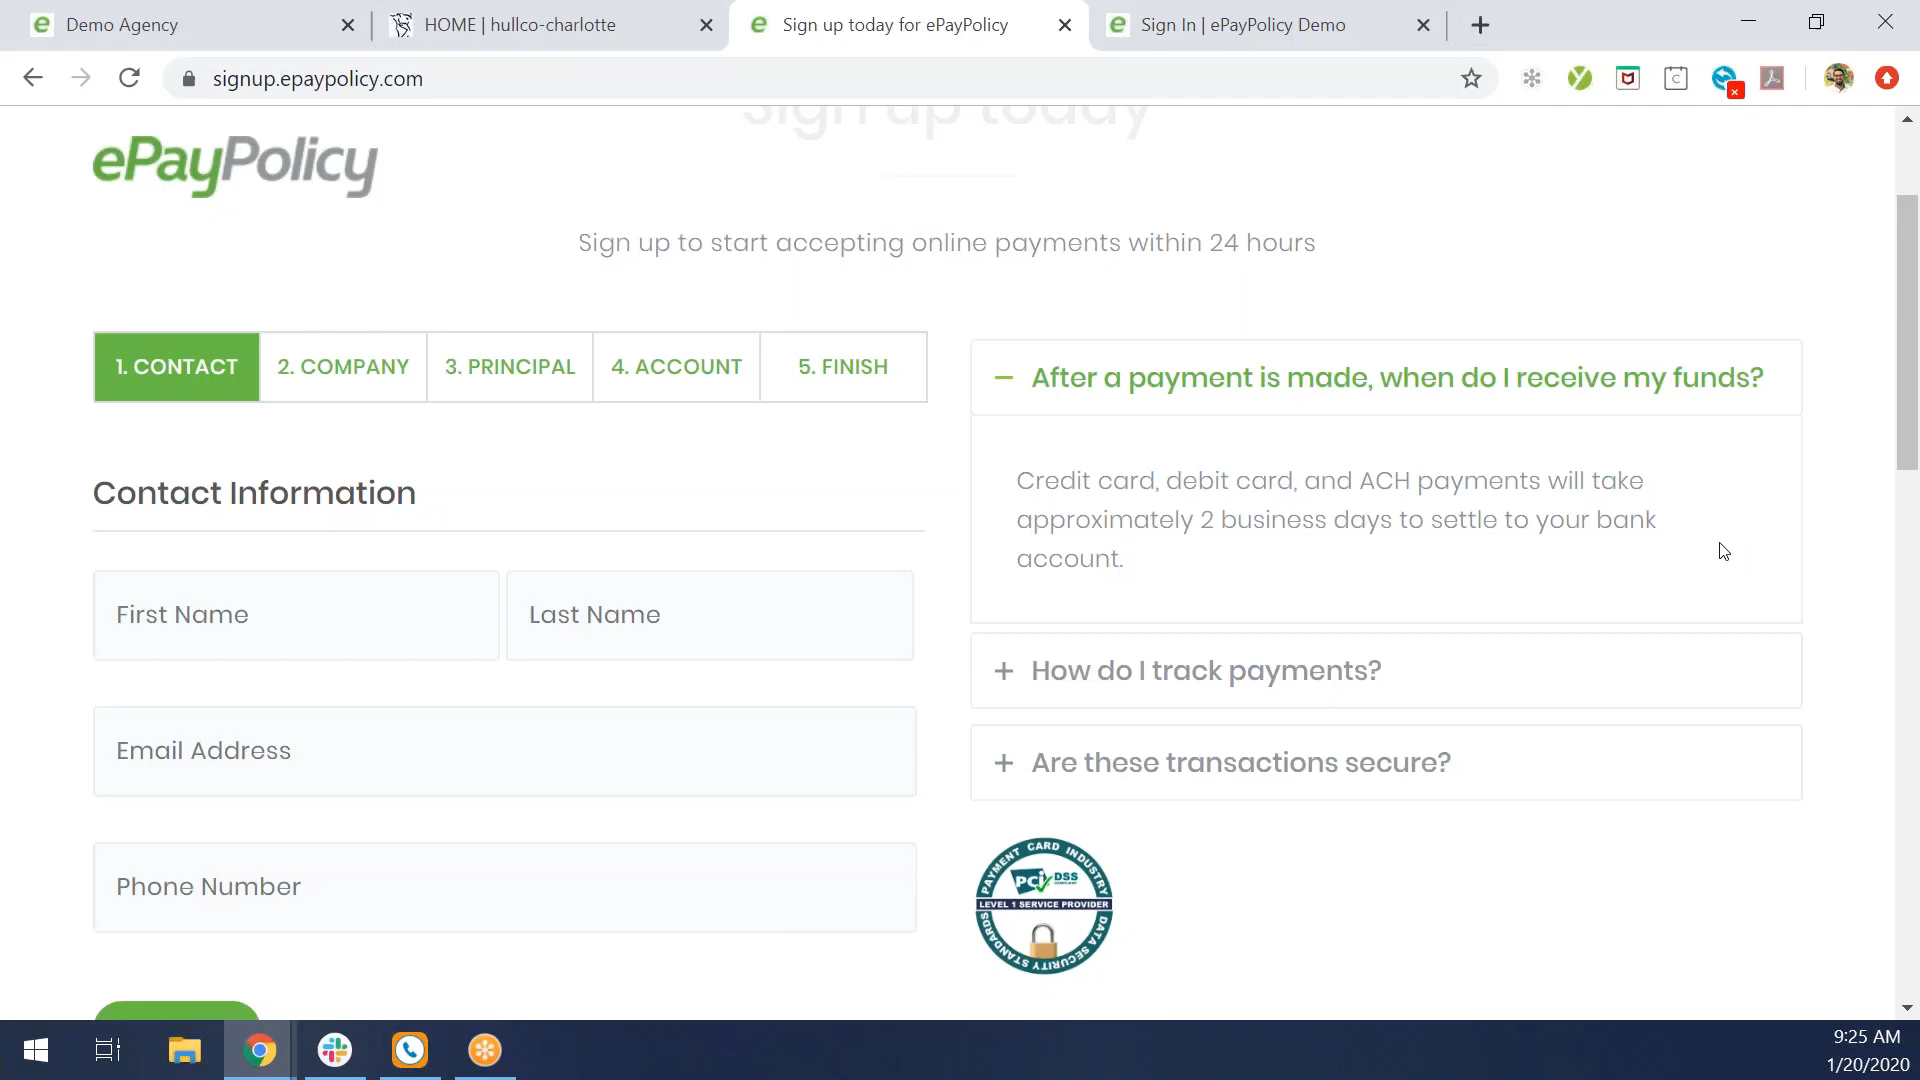 Demo Agency
HOME | hullco-charlotte
Sign up today for ePayPolicy
Sign In | ePayPolicy Demo
signup.epaypolicy.com
Sign up today
ePayPolicy
Sign up to start accepting online payments within 24 hours
1. CONTACT
2. COMPANY
3. PRINCIPAL
4. ACCOUNT
5. FINISH
After a payment is made, when do I receive my funds?
Credit card, debit card, and ACH payments will take
approximately 2 business days to settle to your bank
account.
Contact Information
First Name
Last Name
How do I track payments?
Email Address
Are these transactions secure?
Phone Number
PAYMENT CARD INDUSTRY
PCI DSS
COMPLIANT
LEVEL 1 SERVICE PROVIDER
DATA SECURITY STANDARDS
9:25 AM
1/20/2020